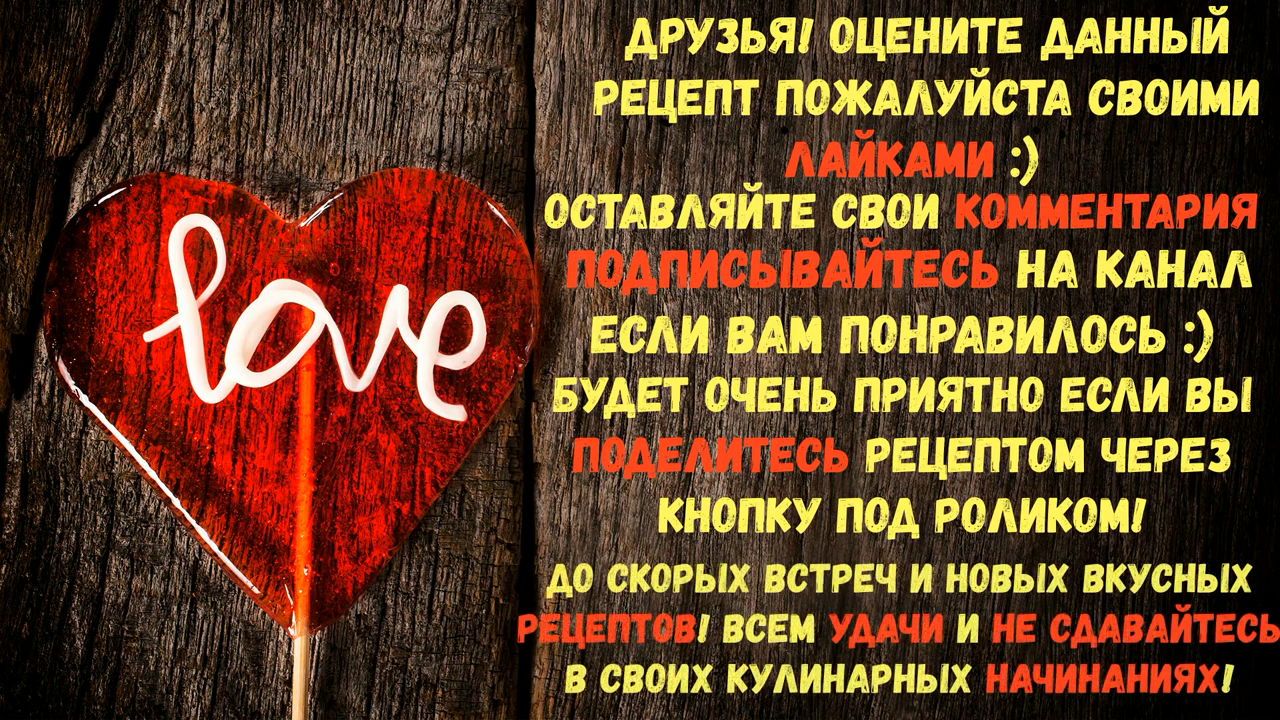 love
ДРУЗЬЯ! ОЦЕНИТЕ ДАННЫЙ
РЕЦЕПТ ПОЖАЛУЙСТА СВОИМИ
ЛАЙКАМИ :)
ОСТАВЛЯЙТЕ СВОИ КОММЕНТАРИЯ
ПОДПИСЫВАЙТЕСЬ НА КАНАЛ
ЕСЛИ ВАМ ПОНРАВИЛОСЬ :)
БУДЕТ ОЧЕНЬ ПРИЯТНО ЕСЛИ ВЫ
ПОДЕЛИТЕСЬ РЕЦЕПТОМ ЧЕРЕЗ
КНОПКУ ПОД РОЛИКОМ!
ДО СКОРЫХ ВСТРЕЧ И НОВЫХ ВКУСНЫХ
РЕЦЕПТОВ! ВСЕМ УДАЧИ И НЕ СДАВАЙТЕСЬ
В СВОИХ КУЛИНАРНЫХ НАЧИНАНИЯХ!